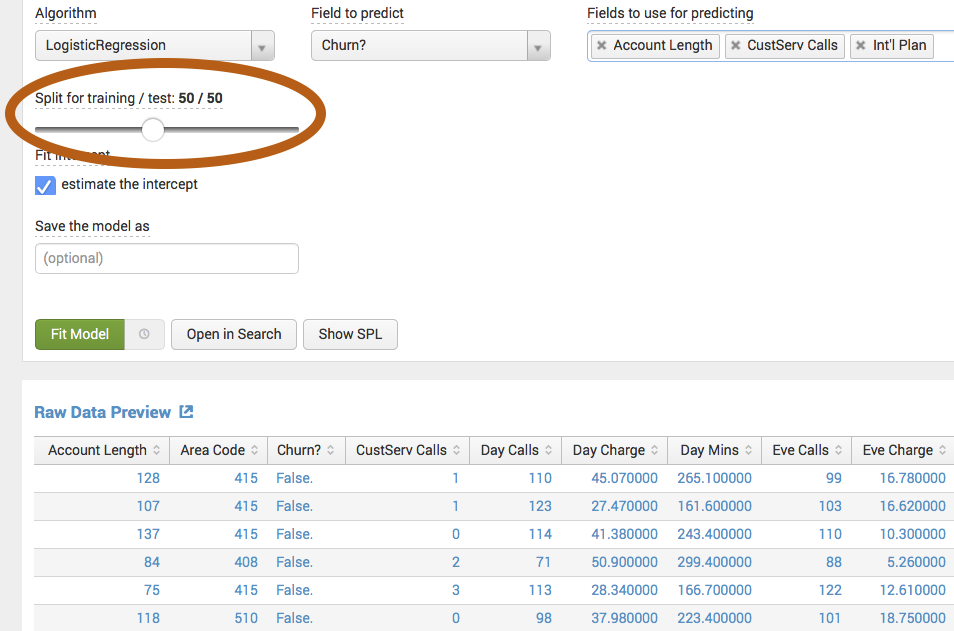 Algorithm Field to predict Fields to use for predicting
LogisticRegression Churn? Account Length CustServ Calls Int'l Plan
Split for training / test: 50 / 50
Fit intercept
estimate the intercept
Save the model as
(optional)
Fit Model Open in Search Show SPL
Raw Data Preview
Account Length Area Code Churn? CustServ Calls Day Calls Day Charge Day Mins Eve Calls Eve Charge
128 415 False. 1 110 45.070000 265.100000 99 16.780000
107 415 False. 1 123 27.470000 161.600000 103 16.620000
137 415 False. 0 114 41.380000 243.400000 110 10.300000
84 408 False. 2 71 50.900000 299.400000 88 5.260000
75 415 False. 3 113 28.340000 166.700000 122 12.610000
118 510 False. 0 98 37.980000 223.400000 101 18.750000